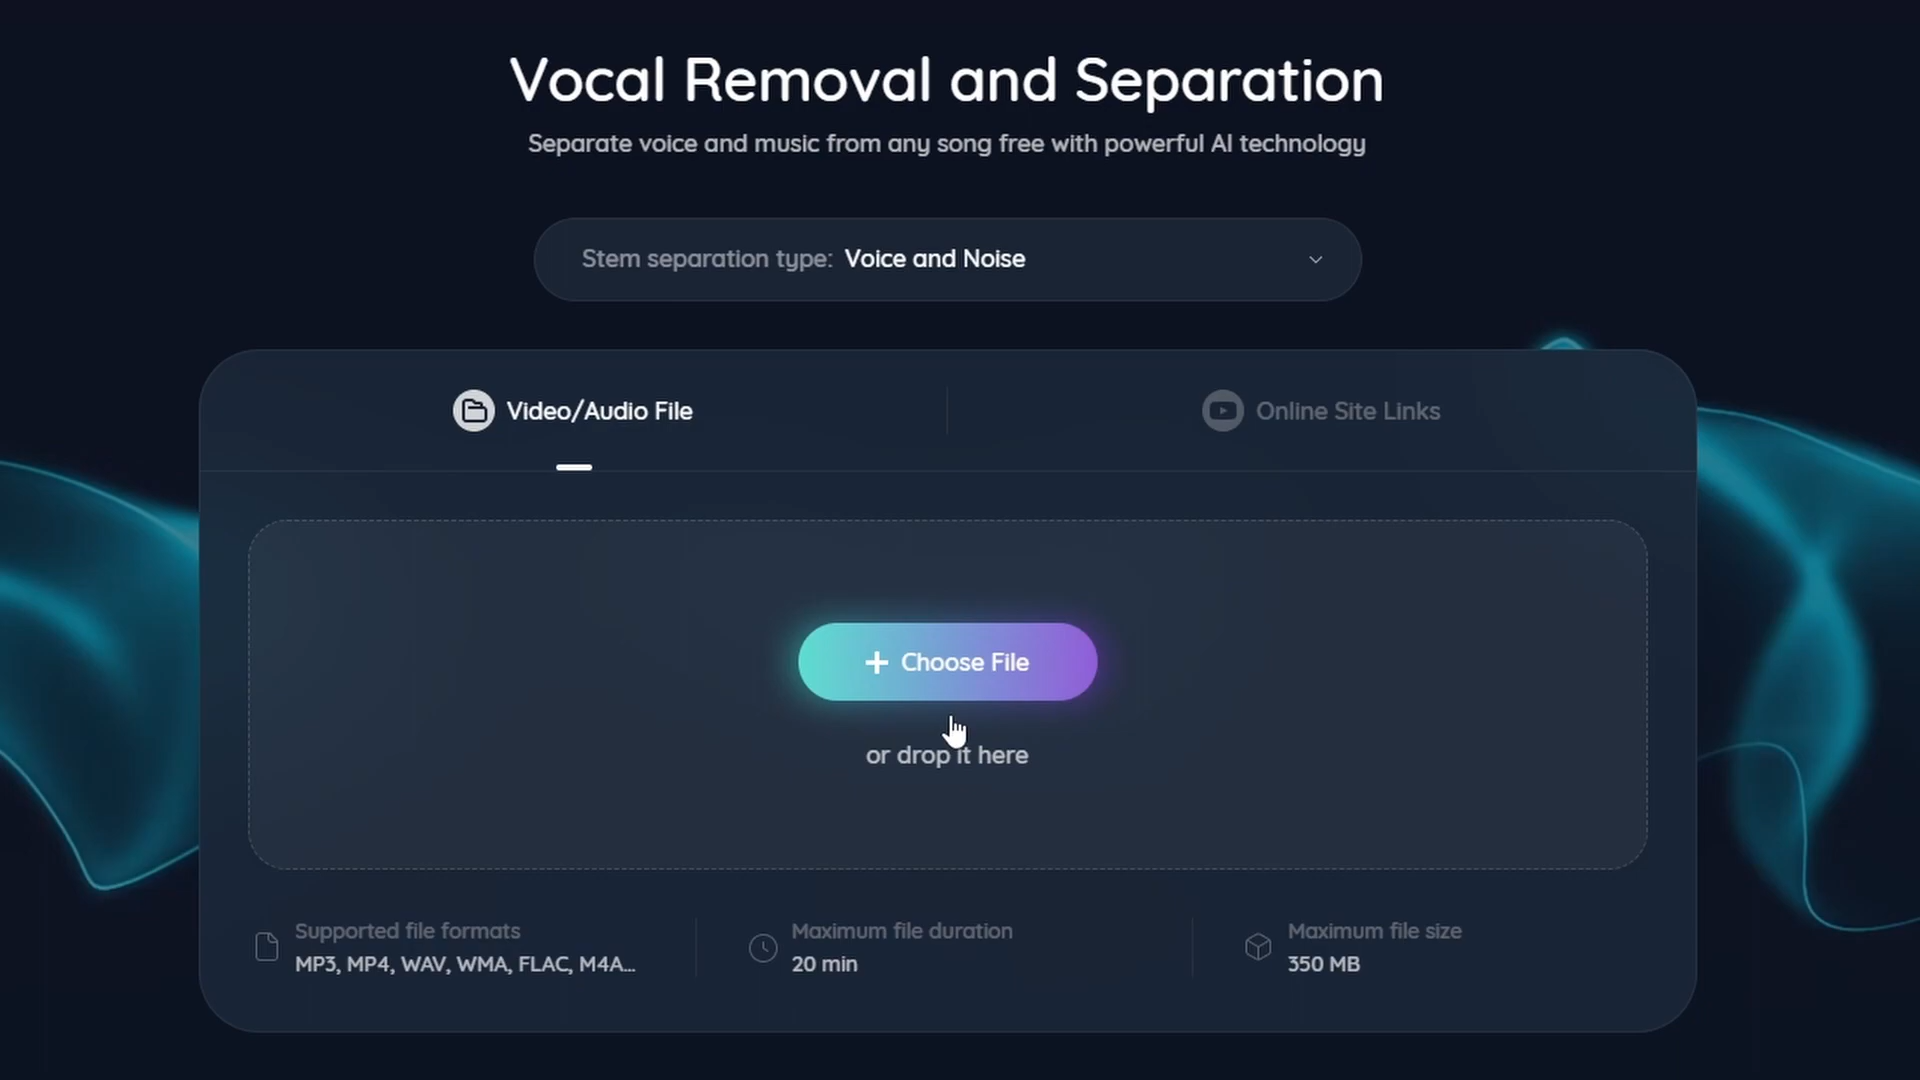 Vocal Removal and Separation
Separate voice and music from any song free with powerful AI technology
Stem separation type: Voice and Noise
Video/Audio File
Online Site Links
Choose File
or drop it here
Supported file formats
MP3, MP4, WAV, WMA, FLAC, M4A...
Maximum file duration
20 min
Maximum file size
350 MB